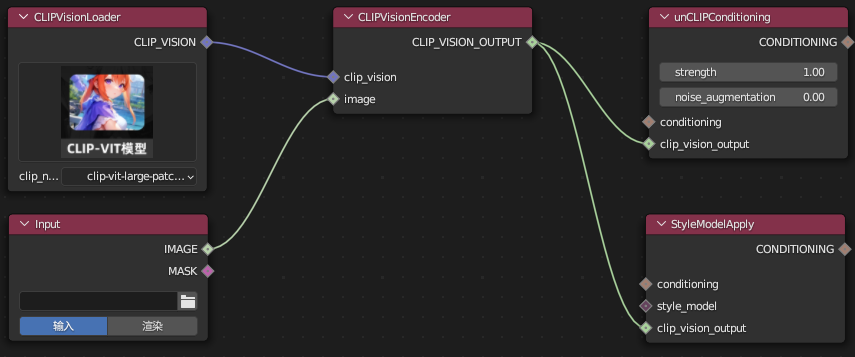 CLIPVisionLoader
CLIP_VISION
CLIP-VIT模型
clip_n...
clip-vit-large-patc...
Input
IMAGE
MASK
输入
渲染
CLIPVisionEncoder
CLIP_VISION_OUTPUT
clip_vision
image
unCLIPConditioning
CONDITIONING
strength 1.00
noise_augmentation 0.00
conditioning
clip_vision_output
StyleModelApply
CONDITIONING
conditioning
style_model
clip_vision_output